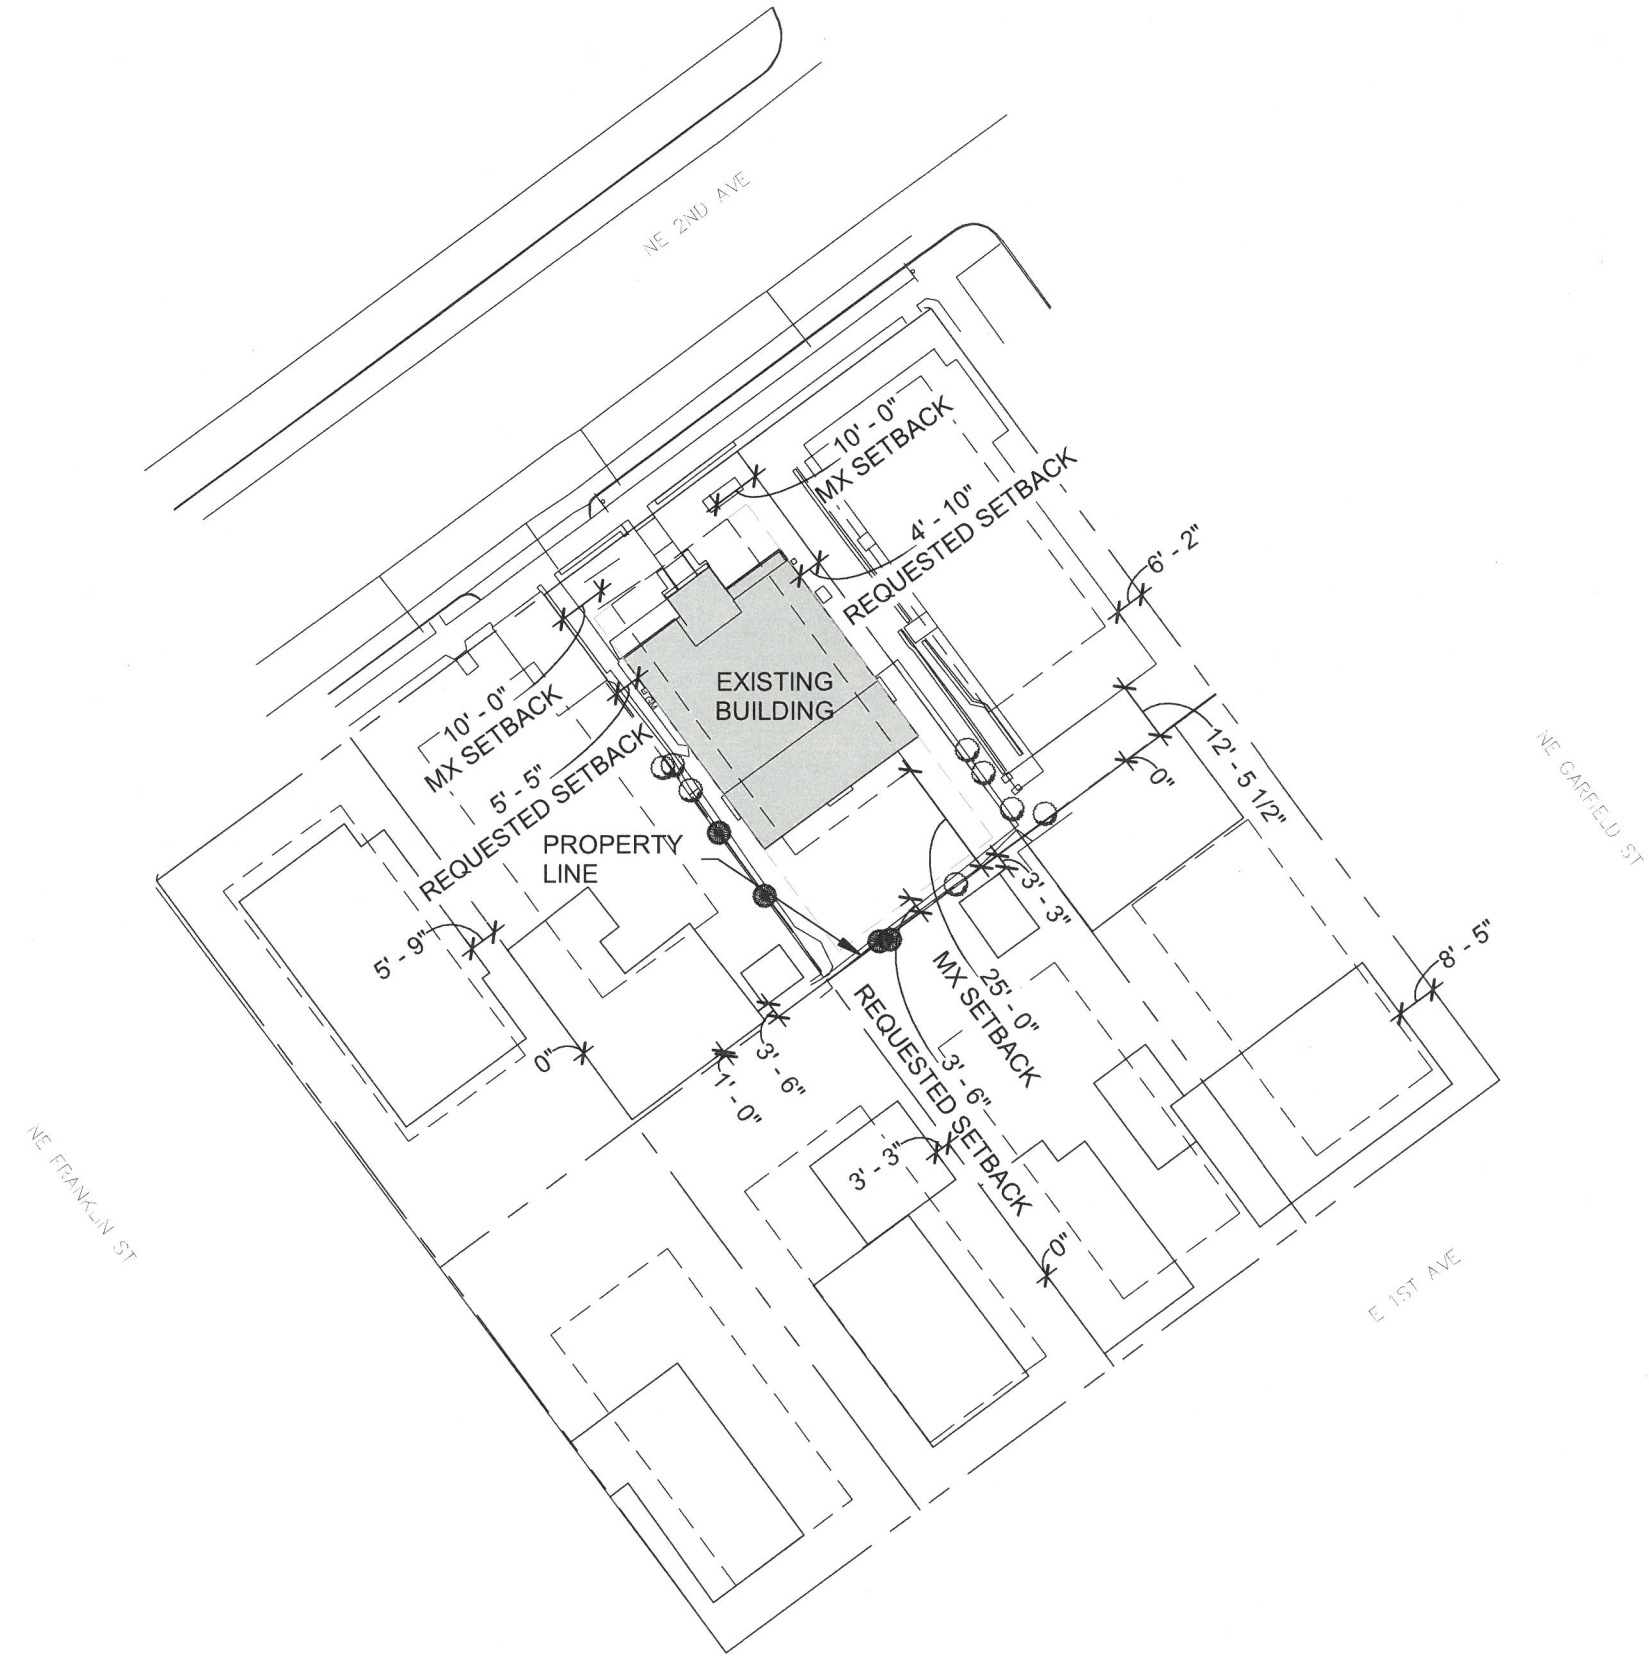 NE 2ND AVE
10' - 0"
MX SETBACK
4' - 10"
REQUESTED SETBACK
6' - 2"
EXISTING
BUILDING
10' - 0"
MX SETBACK
5' - 5"
REQUESTED SETBACK
PROPERTY
LINE
12' - 5 1/2"
0"
NE GARFIELD ST
3' - 3"
5' - 9"
8' - 5"
25' - 0"
MX SETBACK
3' - 6"
REQUESTED SETBACK
0"
3' - 6"
1' - 0"
3' - 3"
0"
NE FRANKLIN ST
E 1ST AVE